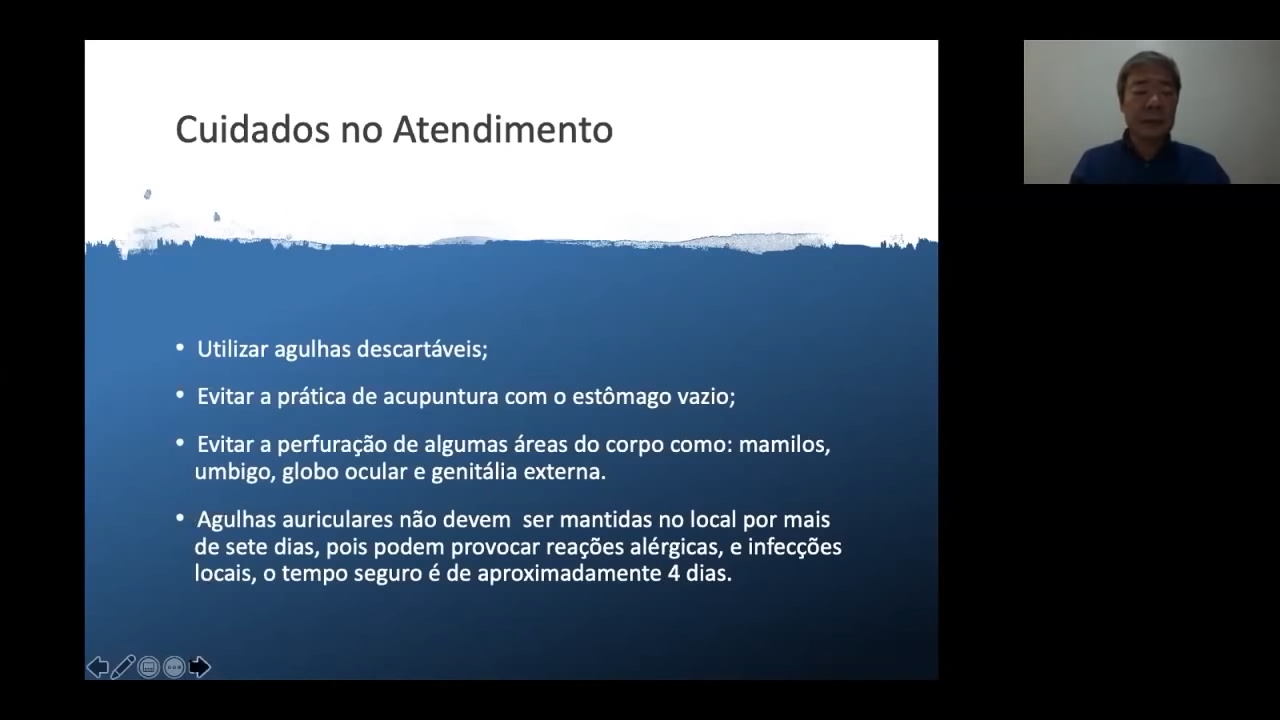 Cuidados no Atendimento
• Utilizar agulhas descartáveis;
• Evitar a prática de acupuntura com o estômago vazio;
• Evitar a perfuração de algumas áreas do corpo como: mamilos,
umbigo, globo ocular e genitália externa.
• Agulhas auriculares não devem  ser mantidas no local por mais
de sete dias, pois podem provocar reações alérgicas, e infecções
locais, o tempo seguro é de aproximadamente 4 dias.